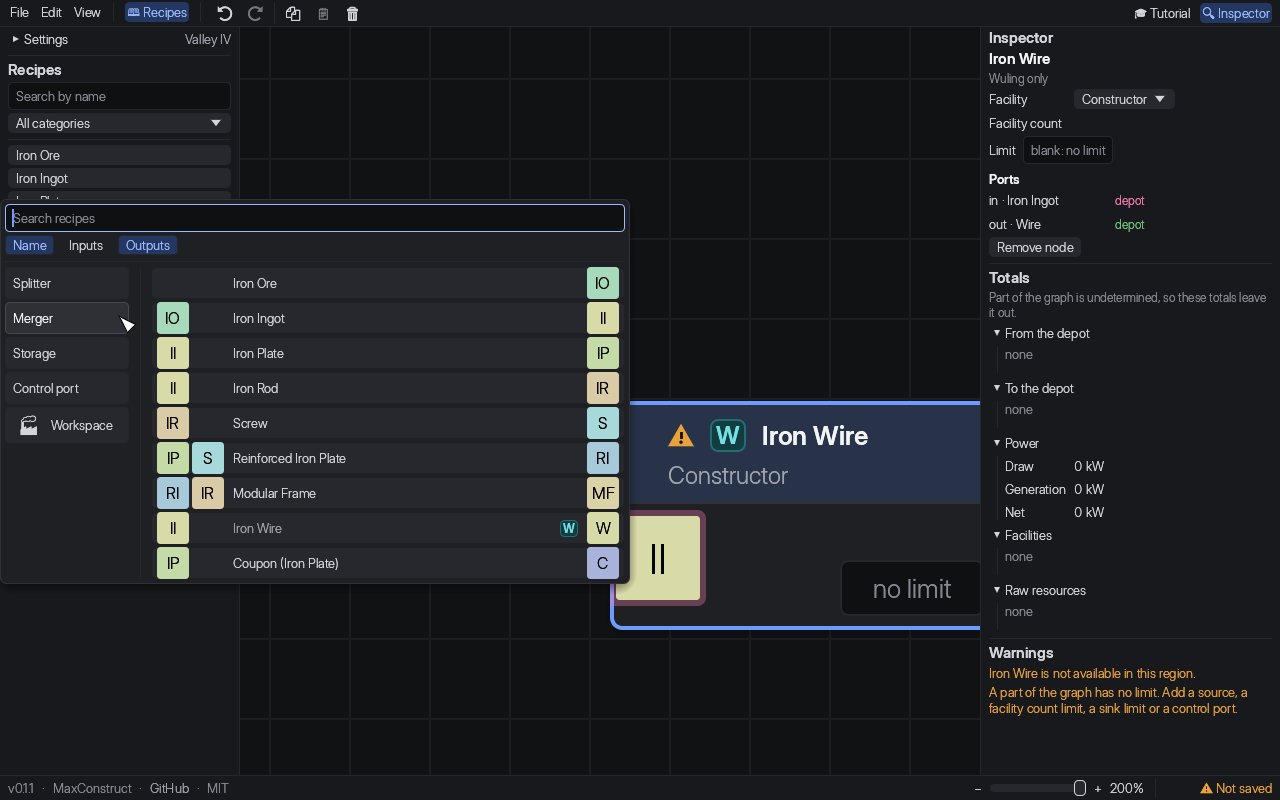 File Edit View Recipes Tutorial Inspector
Settings Valley IV
Recipes
Search by name
All categories
Iron Ore
Iron Ingot
Search recipes
Name Inputs Outputs
Splitter
Merger
Storage
Control port
Workspace
Iron Ore IO
IO Iron Ingot II
II Iron Plate IP
II Iron Rod IR
IR Screw S
IP S Reinforced Iron Plate RI
RI IR Modular Frame MF
II Iron Wire W W
IP Coupon (Iron Plate) C
W Iron Wire
Constructor
II
no limit
Inspector
Iron Wire
Wuling only
Facility Constructor
Facility count
Limit blank: no limit
Ports
in · Iron Ingot depot
out · Wire depot
Remove node
Totals
Part of the graph is undetermined, so these totals leave
it out.
From the depot
none
To the depot
none
Power
Draw 0 kW
Generation 0 kW
Net 0 kW
Facilities
none
Raw resources
none
Warnings
Iron Wire is not available in this region.
A part of the graph has no limit. Add a source, a
facility count limit, a sink limit or a control port.
v0.1.1 · MaxConstruct · GitHub · MIT
− + 200% Not saved